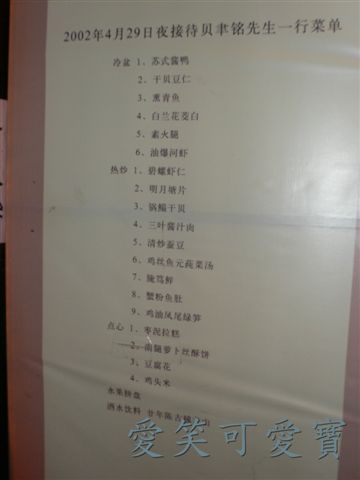 2002年4月29日夜接待贝聿铭先生一行菜单
冷盆 1、苏式酱鸭
2、干贝豆仁
3、熏青鱼
4、白兰花茭白
5、素火腿
6、油爆河虾
热炒 1、碧螺虾仁
2、明月塘片
3、锅鳎干贝
4、三叶酱汁肉
5、清炒蚕豆
6、鸡丝鱼元莼菜汤
7、腌笃鲜
8、蟹粉鱼肚
9、鸡油凤尾绿笋
点心 1、枣泥拉糕
2、南腿萝卜丝酥饼
3、豆腐花
4、鸡头米
水果拼盘
酒水饮料 廿年陈古越
愛笑可愛寶